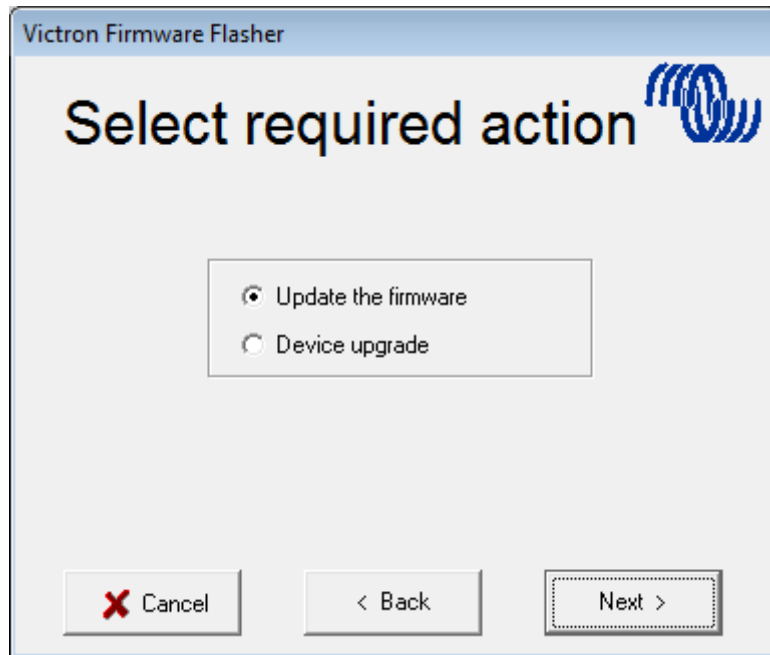 Victron Firmware Flasher
Select required action
Update the firmware
Device upgrade
Cancel
< Back
Next >